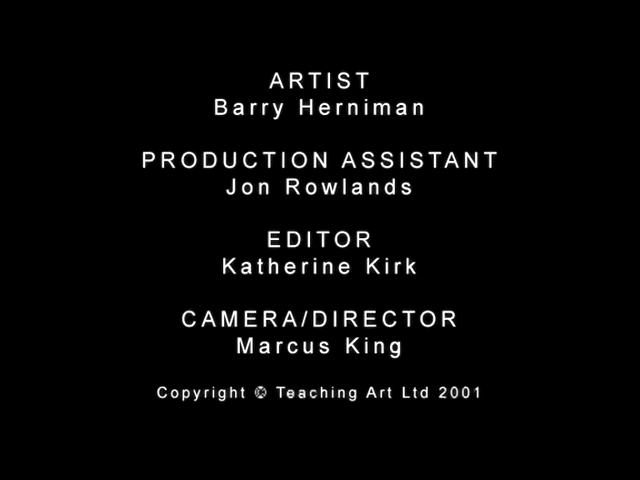 ARTIST
Barry Herniman
PRODUCTION ASSISTANT
Jon Rowlands
EDITOR
Katherine Kirk
CAMERA/DIRECTOR
Marcus King
Copyright © Teaching Art Ltd 2001